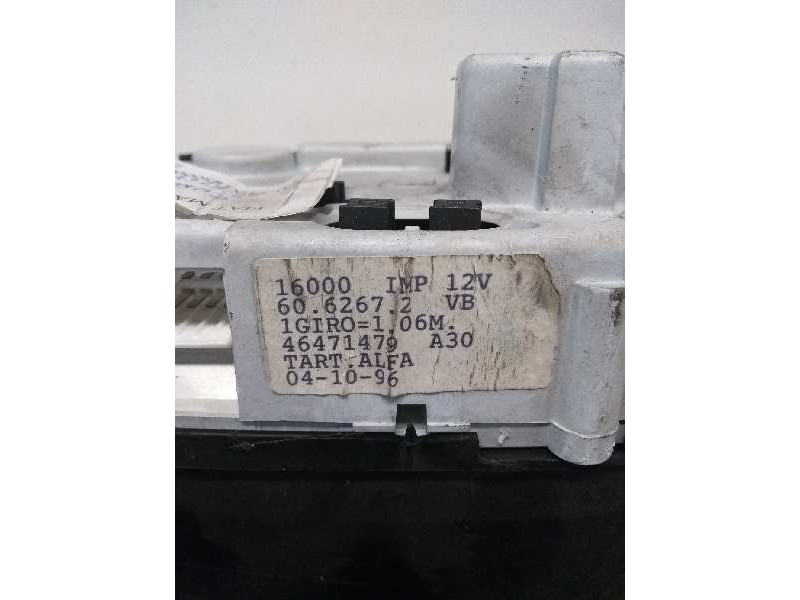 16000 IMP 12V
60.6267.2 VB
1GIRO=1,06M.
46471479 A30
TART.ALFA
04-10-96